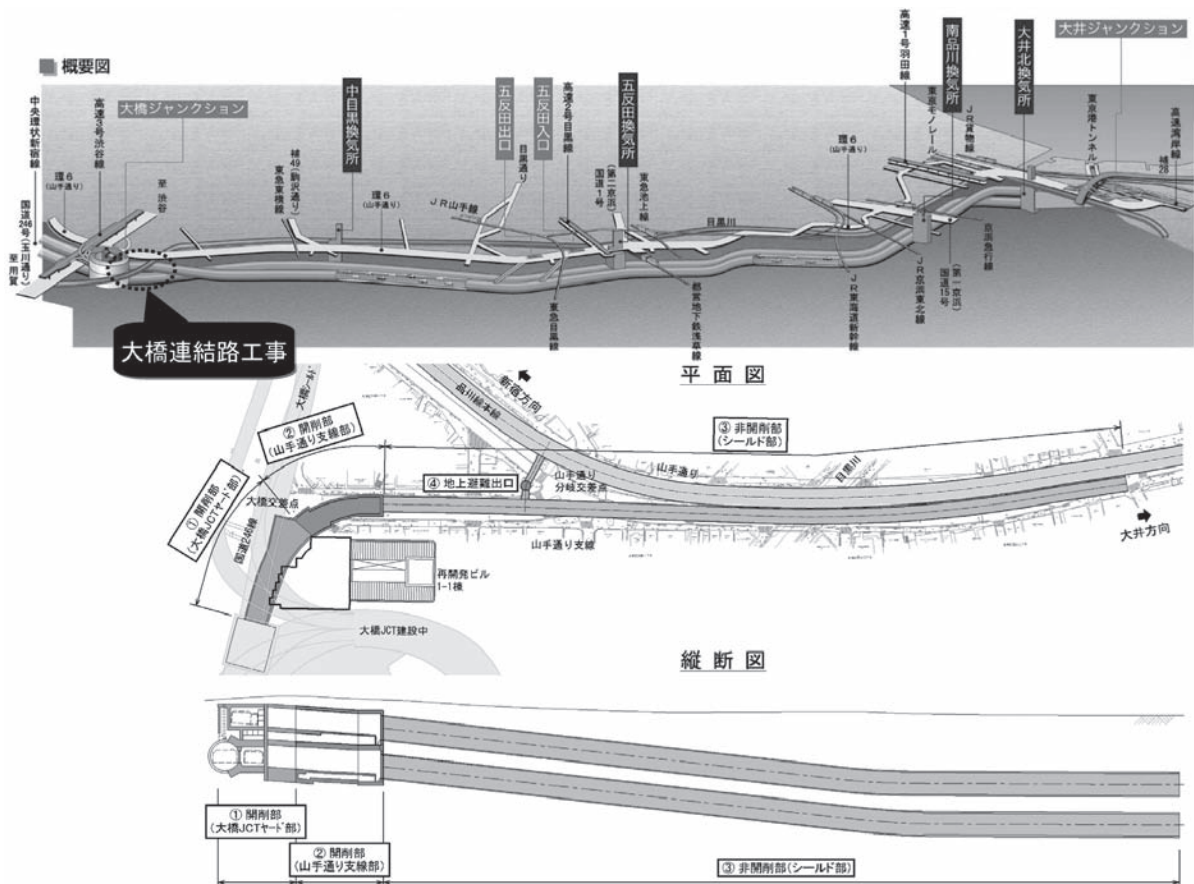 ■ 概要図
中央環状新宿線
環6
(山手通り)
高速3号渋谷線
大橋ジャンクション
至 渋谷
国道246号(玉川通り)
至用賀
補49(駒沢通り)
東急東横線
中目黒換気所
環6
(山手通り)
JR山手線
五反田出口
目黒通り
五反田入口
高速2号目黒線
東急目黒線
五反田換気所
(第二京浜)
国道1号
東急池上線
都営地下鉄浅草線
目黒川
環6
(山手通り)
JR東海道新幹線
高速1号羽田線
東京モノレール
南品川換気所
JR貨物線
JR京浜東北線
(第一京浜)
国道15号
京浜急行線
大井北換気所
大井ジャンクション
東京港トンネル
補28
高速湾岸線
大橋連結路工事
平面図
大橋シールド
新宿方向
品川線本線
② 開削部
(山手通り支線部)
③ 非開削部
(シールド部)
① 開削部
(大橋JCTヤード部)
大橋交差点
国道246線
④ 地上避難出口
山手通り
分岐交差点
山手通り
目黒川
山手通り支線
大井方向
再開発ビル
1-1棟
大橋JCT建設中
縦断図
① 開削部
(大橋JCTヤード部)
② 開削部
(山手通り支線部)
③ 非開削部(シールド部)